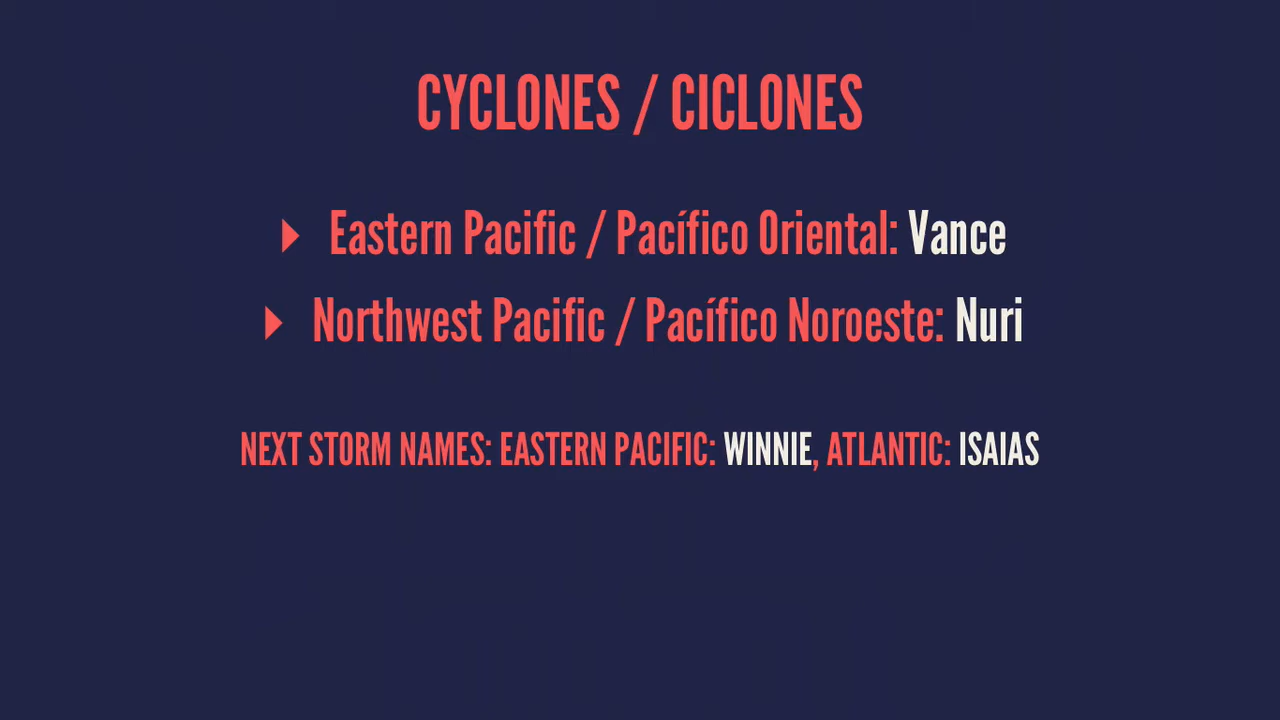 CYCLONES / CICLONES
Eastern Pacific / Pacífico Oriental: Vance
Northwest Pacific / Pacífico Noroeste: Nuri
NEXT STORM NAMES: EASTERN PACIFIC: WINNIE, ATLANTIC: ISAIAS